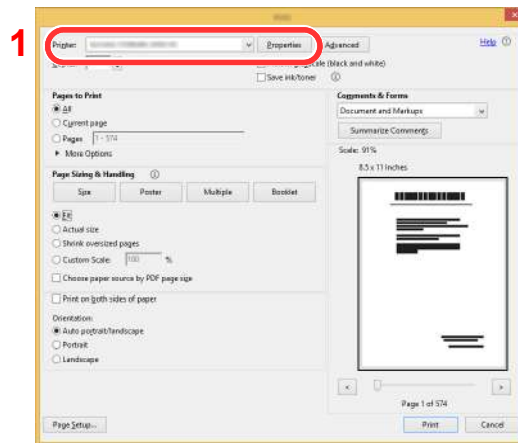 1
Printer:
Properties
Advanced
Help
(black and white)
Save ink/toner
Pages to Print
All
Current page
Pages 1 - 574
More Options
Comments & Forms
Document and Markups
Summarize Comments
Scale: 91%
8.5 x 11 Inches
Page Sizing & Handling
Size
Poster
Multiple
Booklet
Fit
Actual size
Shrink oversized pages
Custom Scale: 100 %
Choose paper source by PDF page size
Print on both sides of paper
Orientation:
Auto portrait/landscape
Portrait
Landscape
<
>
Page 1 of 574
Page Setup...
Print
Cancel